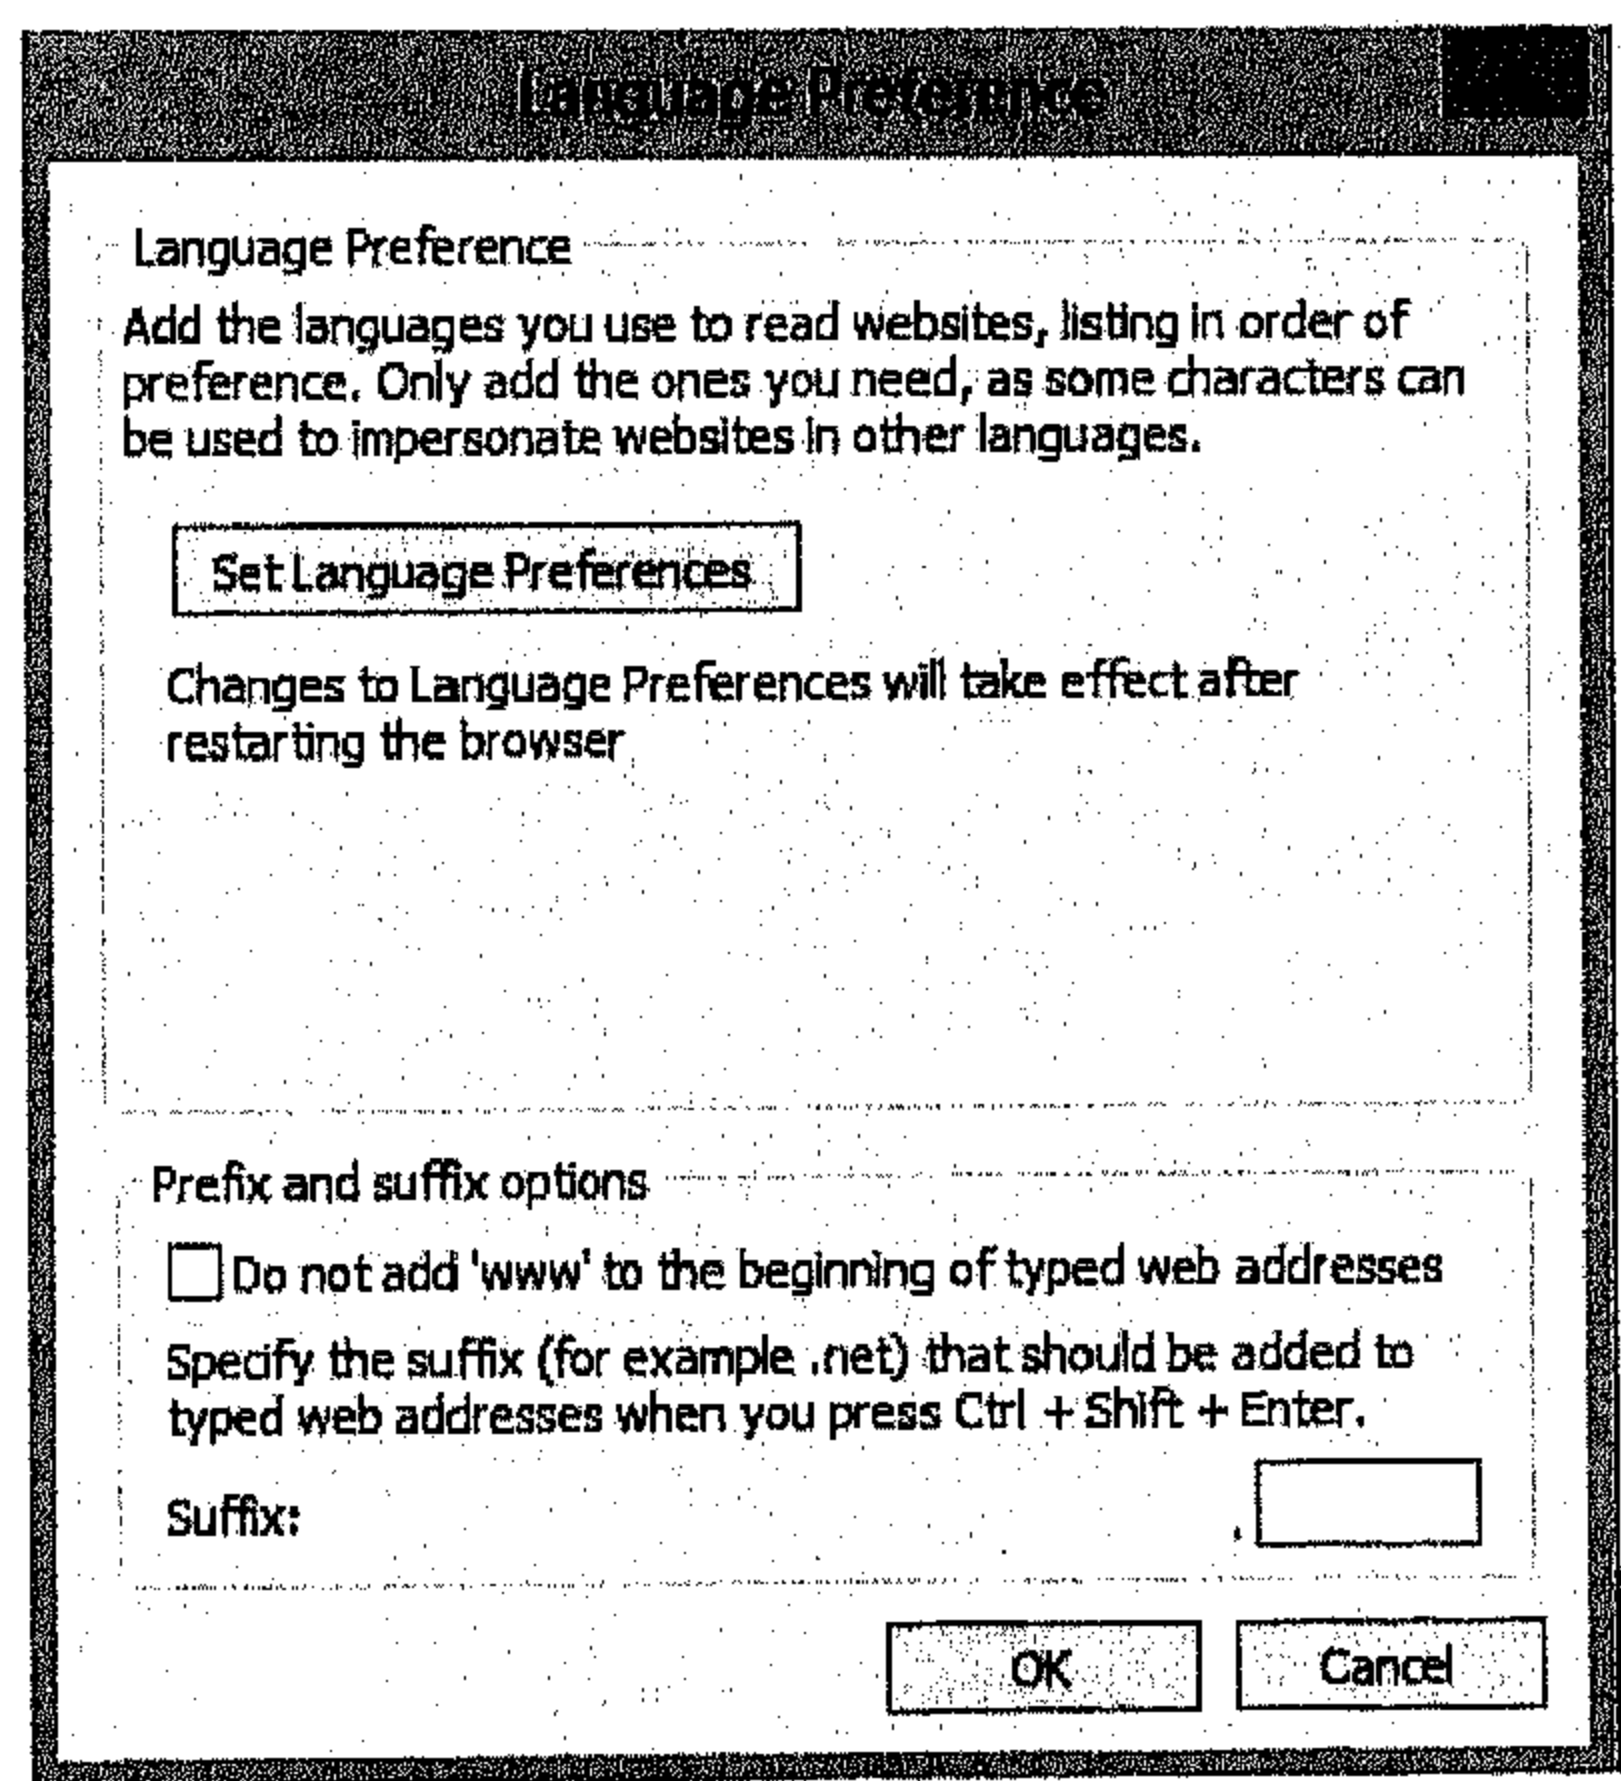 Language Preference
Language Preference
Add the languages you use to read websites, listing in order of
preference. Only add the ones you need, as some characters can
be used to impersonate websites in other languages.
Set Language Preferences
Changes to Language Preferences will take effect after
restarting the browser
Prefix and suffix options
Do not add 'www' to the beginning of typed web addresses
Specify the suffix (for example .net) that should be added to
typed web addresses when you press Ctrl + Shift + Enter.
Suffix: .
OK Cancel